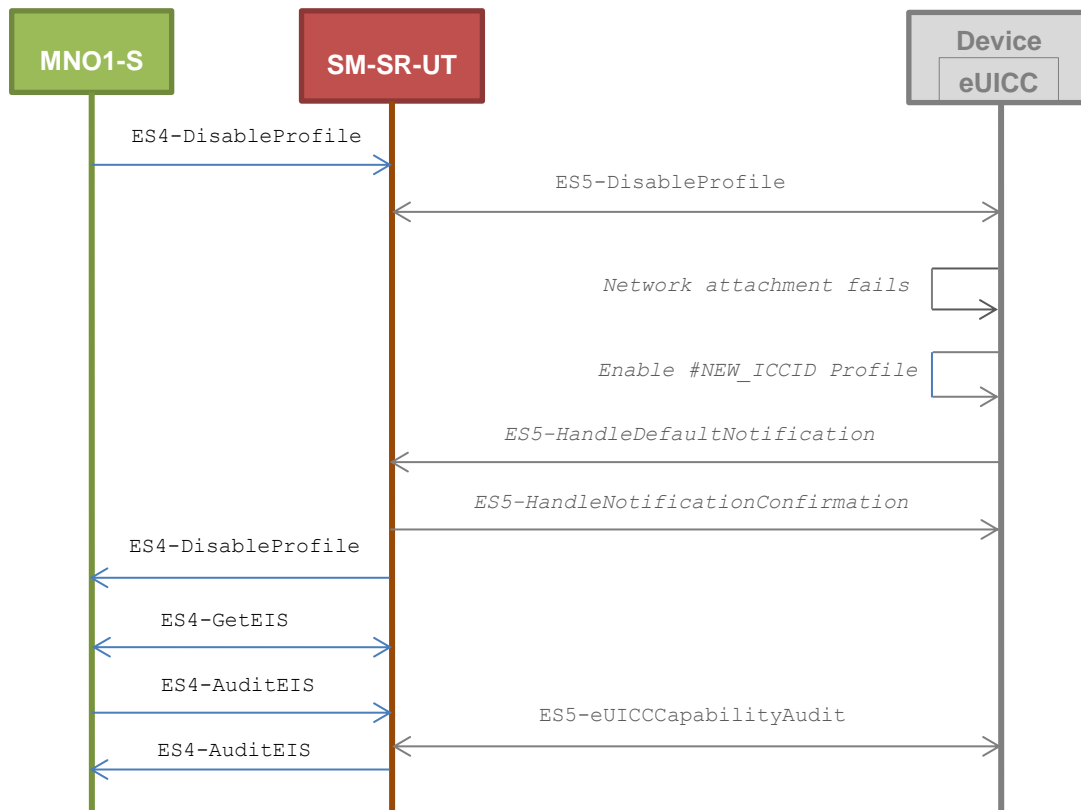 MNO1-S
SM-SR-UT
Device
eUICC
ES4-DisableProfile
ES5-DisableProfile
Network attachment fails
Enable #NEW_ICCID Profile
ES5-HandleDefaultNotification
ES5-HandleNotificationConfirmation
ES4-DisableProfile
ES4-GetEIS
ES4-AuditEIS
ES5-eUICCCapabilityAudit
ES4-AuditEIS